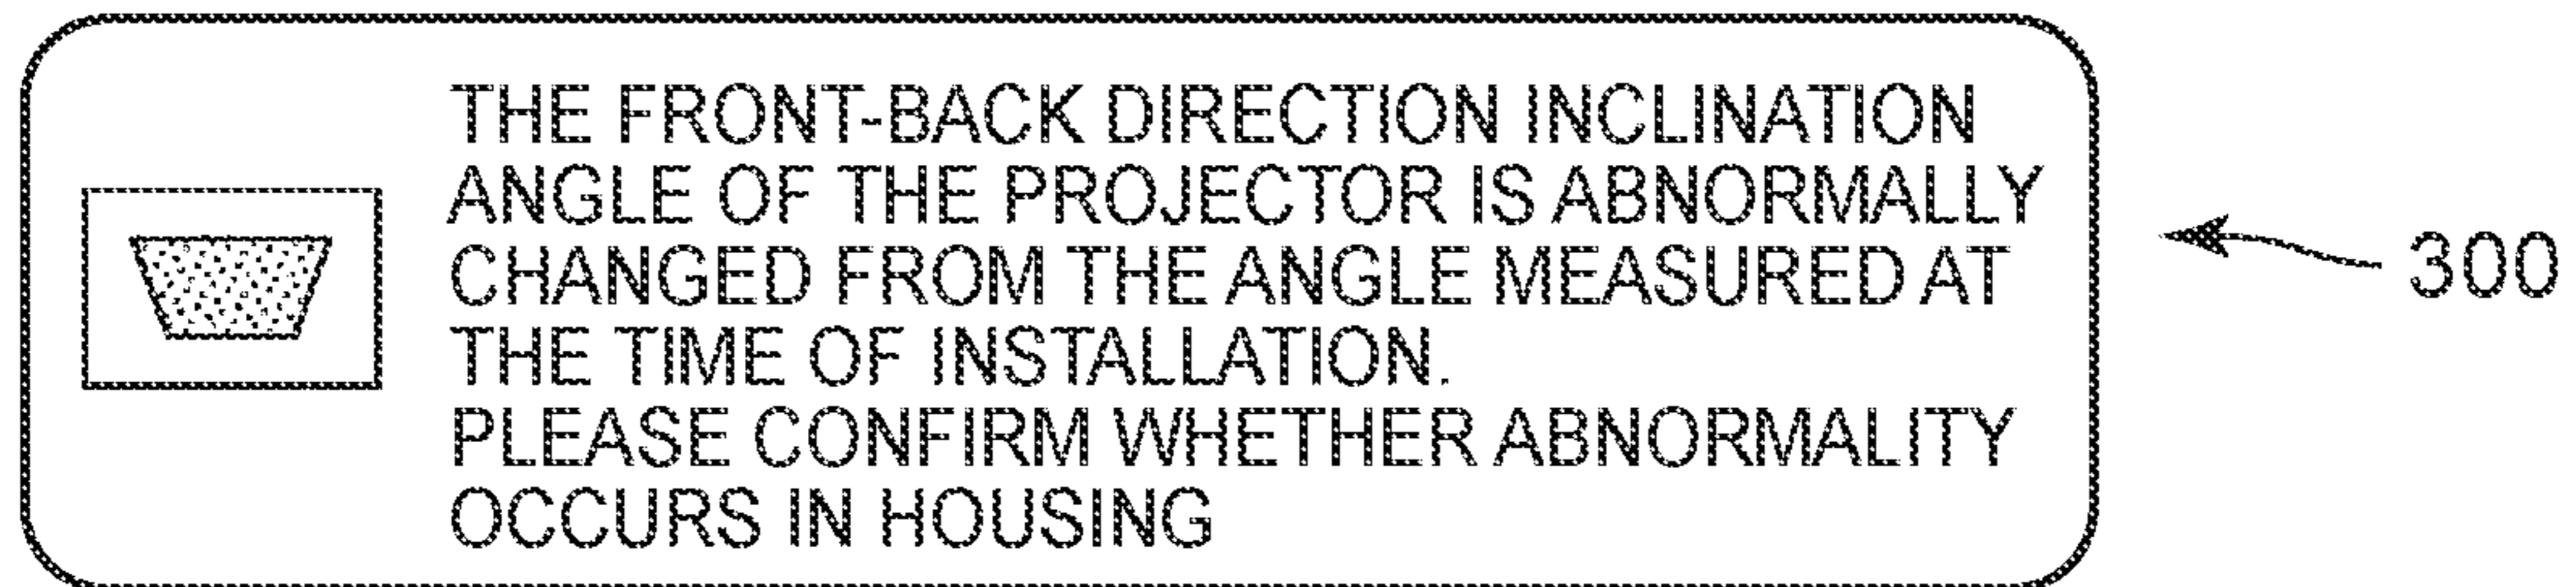 THE FRONT-BACK DIRECTION INCLINATION
ANGLE OF THE PROJECTOR IS ABNORMALLY
CHANGED FROM THE ANGLE MEASURED AT
THE TIME OF INSTALLATION.
PLEASE CONFIRM WHETHER ABNORMALITY
OCCURS IN HOUSING
300